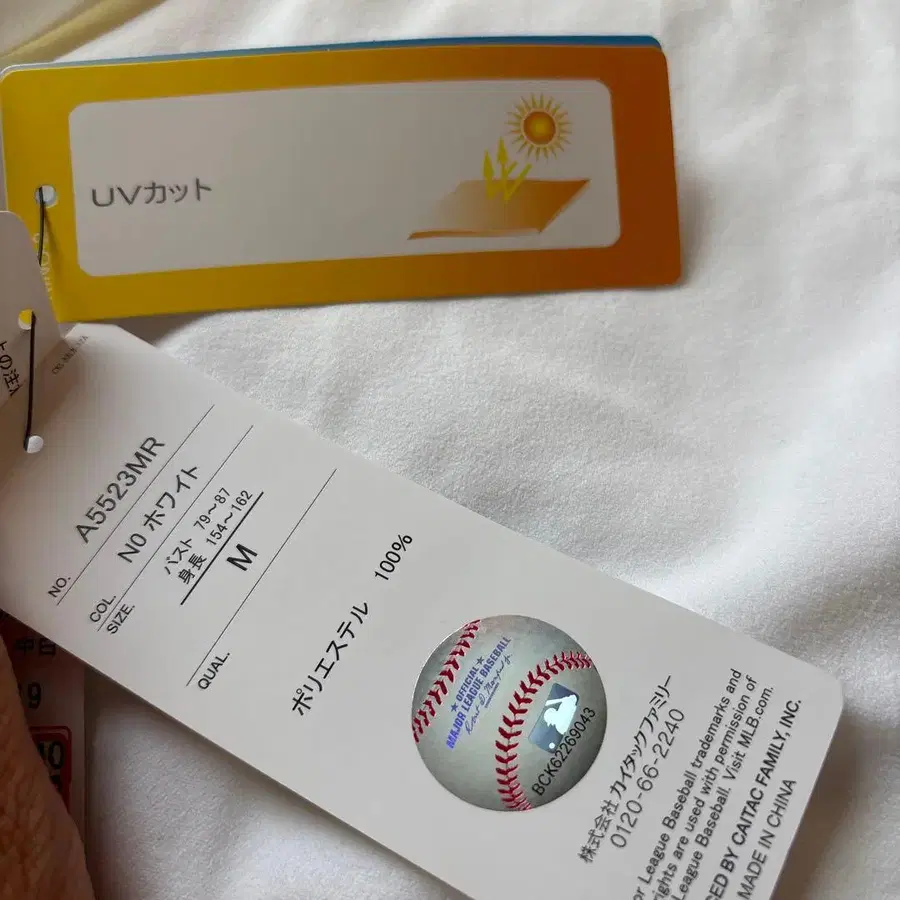 UVカット
NO.
A5523MR
COL.
N0 ホワイト
SIZE.
バスト 79～87
身長 154～162
M
QUAL.
ポリエステル 100%
★ OFFICIAL ★
MAJOR LEAGUE BASEBALL
BCK62269043
株式会社カイタックファミリー
0120-66-2240
or League Baseball trademarks and
rights are used with permission of
League Baseball. Visit MLB.com.
GED BY CAITAC FAMILY, INC.
MADE IN CHINA